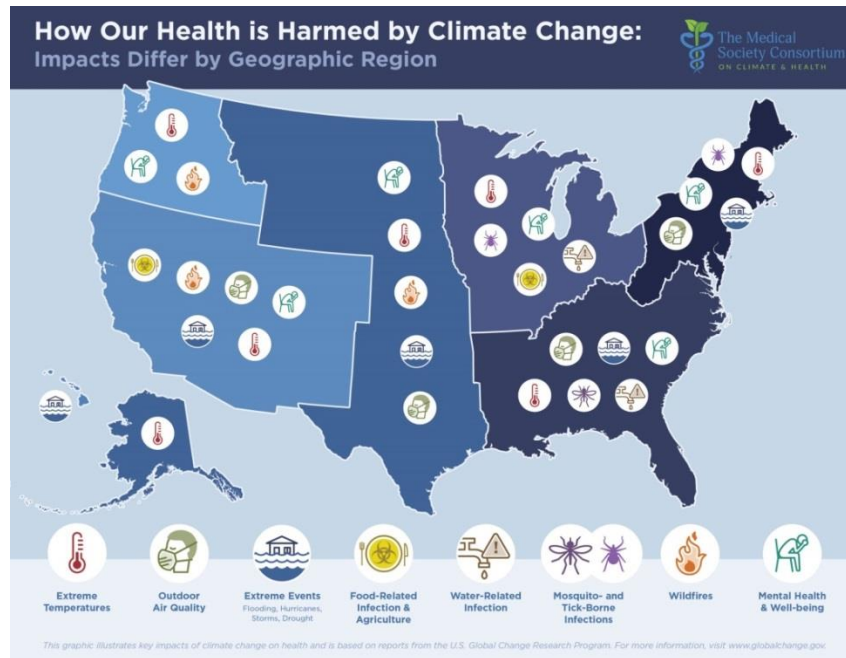 How Our Health is Harmed by Climate Change:
Impacts Differ by Geographic Region
The Medical
Society Consortium
ON CLIMATE & HEALTH
Extreme
Temperatures
Outdoor
Air Quality
Extreme Events
Flooding, Hurricanes,
Storms, Drought
Food-Related
Infection &
Agriculture
Water-Related
Infection
Mosquito- and
Tick-Borne
Infections
Wildfires
Mental Health
& Well-being
This graphic illustrates key impacts of climate change on health and is based on reports from the U.S. Global Change Research Program. For more information, visit www.globalchange.gov.